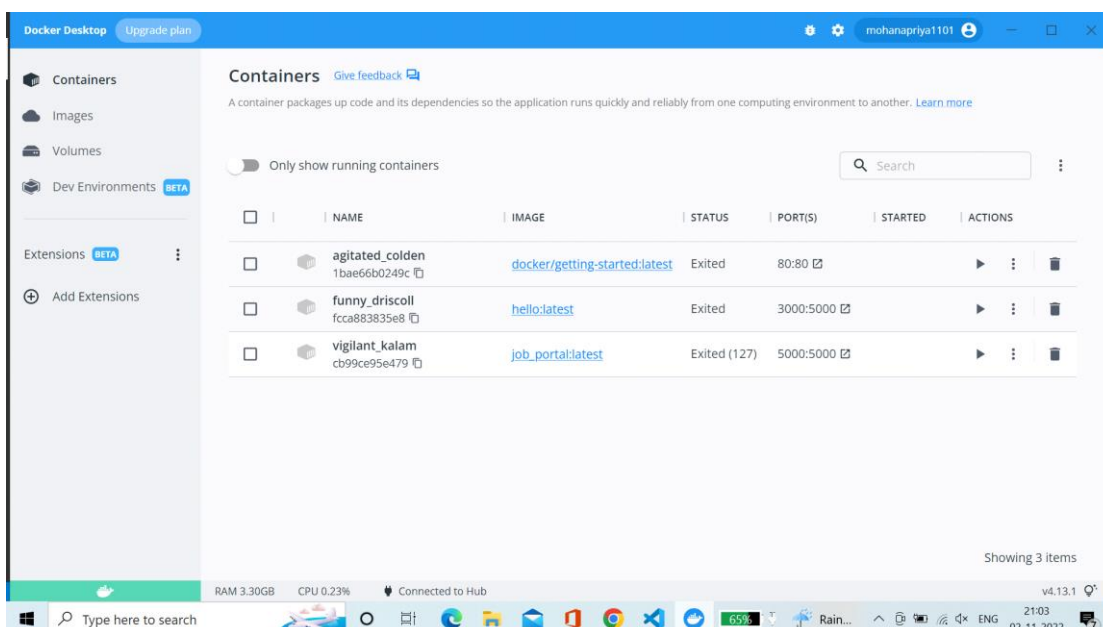 Docker Desktop Upgrade plan mohanapriya1101
Containers
Images
Volumes
Dev Environments BETA
Extensions BETA
Add Extensions
Containers Give feedback
A container packages up code and its dependencies so the application runs quickly and reliably from one computing environment to another. Learn more
Only show running containers Search
NAME IMAGE STATUS PORT(S) STARTED ACTIONS
agitated_colden
1bae66b0249c docker/getting-started:latest Exited 80:80
funny_driscoll
fcca883835e8 hello:latest Exited 3000:5000
vigilant_kalam
cb99ce95e479 job_portal:latest Exited (127) 5000:5000
Showing 3 items
RAM 3.30GB CPU 0.23% Connected to Hub v4.13.1
Type here to search 65% Rain... ENG 21:03
02-11-2022